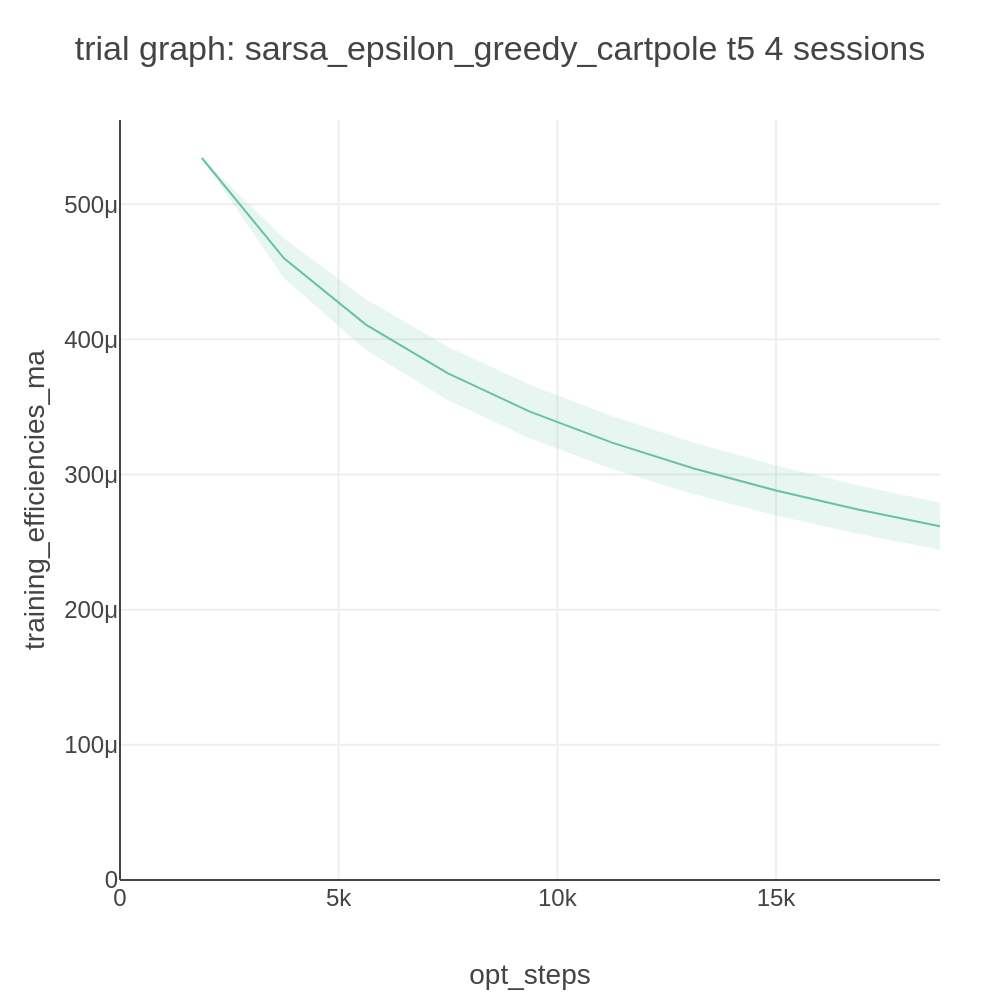 trial graph: sarsa_epsilon_greedy_cartpole t5 4 sessions
training_efficiencies_ma
500μ
400μ
300μ
200μ
100μ
0
0
5k
10k
15k
opt_steps